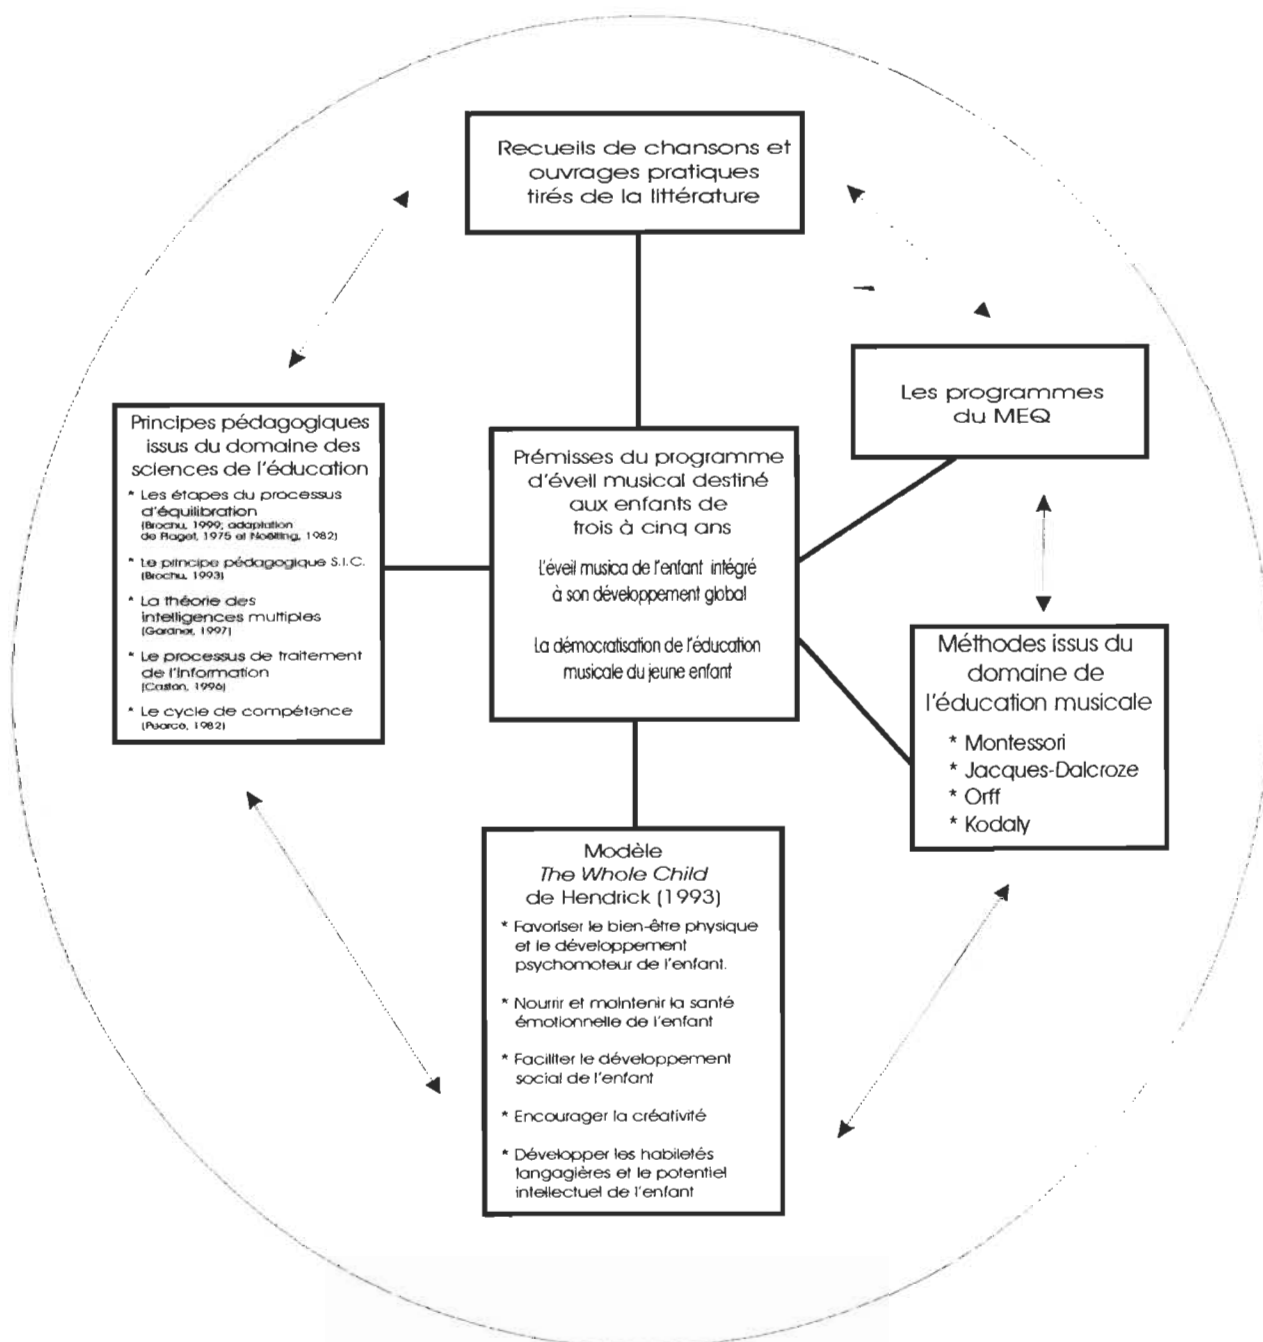 Recueils de chansons et
ouvrages pratiques
tirés de la littérature
Les programmes
du MEQ
Principes pédagogiques
issus du domaine des
sciences de l'éducation
* Les étapes du processus
d'équilibration
(Brochu, 1999; adaptation
de Piaget, 1975 et Noëlting, 1982)
* Le principe pédagogique S.I.C.
(Brochu, 1993)
* La théorie des
intelligences multiples
(Gardner, 1997)
* Le processus de traitement
de l'information
(Caston, 1996)
* Le cycle de compétence
(Pearce, 1982)
Prémisses du programme
d'éveil musical destiné
aux enfants de
trois à cinq ans
L'éveil musica de l'enfant intégré
à son développement global
La démocratisation de l'éducation
musicale du jeune enfant
Méthodes issus du
domaine de
l'éducation musicale
* Montessori
* Jacques-Dalcroze
* Orff
* Kodaly
Modèle
The Whole Child
de Hendrick (1993)
* Favoriser le bien-être physique
et le développement
psychomoteur de l'enfant.
* Nourrir et maintenir la santé
émotionnelle de l'enfant
* Faciliter le développement
social de l'enfant
* Encourager la créativité
* Développer les habiletés
langagières et le potentiel
intellectuel de l'enfant